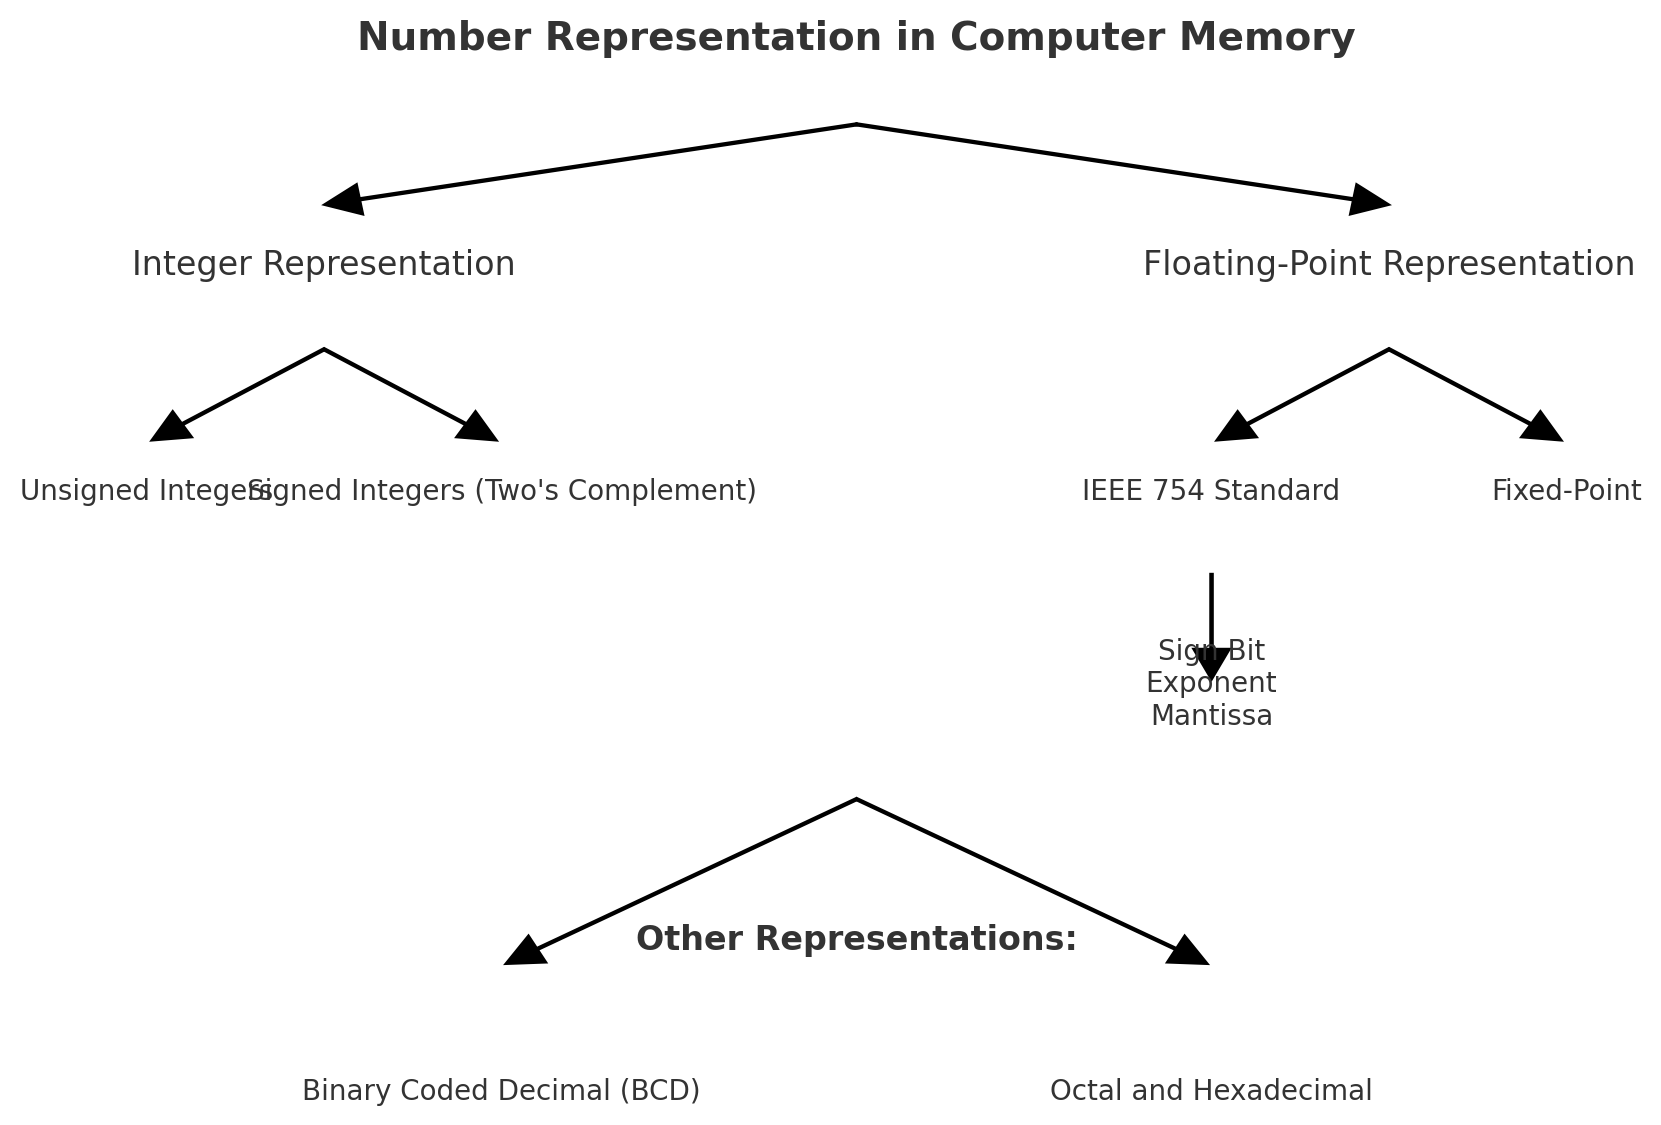 Number Representation in Computer Memory
Integer Representation
Floating-Point Representation
Unsigned Integers
Signed Integers (Two's Complement)
IEEE 754 Standard
Fixed-Point
Sign Bit
Exponent
Mantissa
Other Representations:
Binary Coded Decimal (BCD)
Octal and Hexadecimal